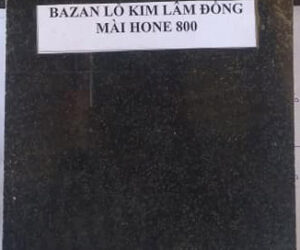 BAZAN LỖ KIM LÂM ĐỒNG
MÀI HONE 800